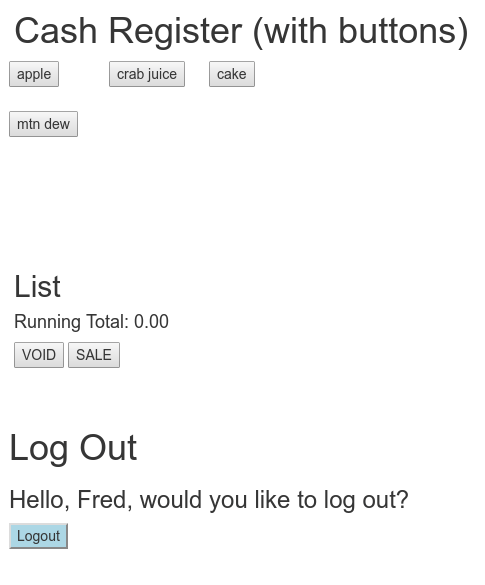 Cash Register (with buttons)
apple crab juice cake
mtn dew
List
Running Total: 0.00
VOID SALE
Log Out
Hello, Fred, would you like to log out?
Logout